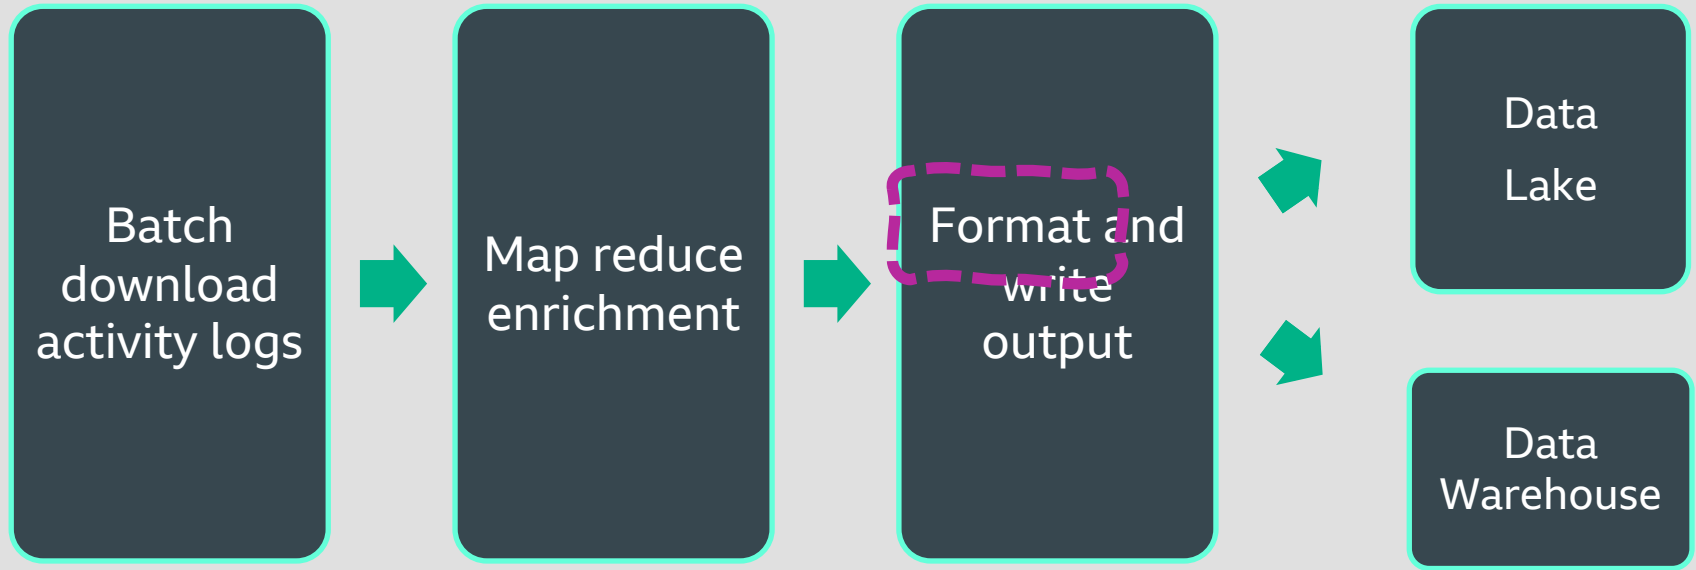 Batch
download
activity logs
Map reduce
enrichment
Format and
write
output
Data
Lake
Data
Warehouse